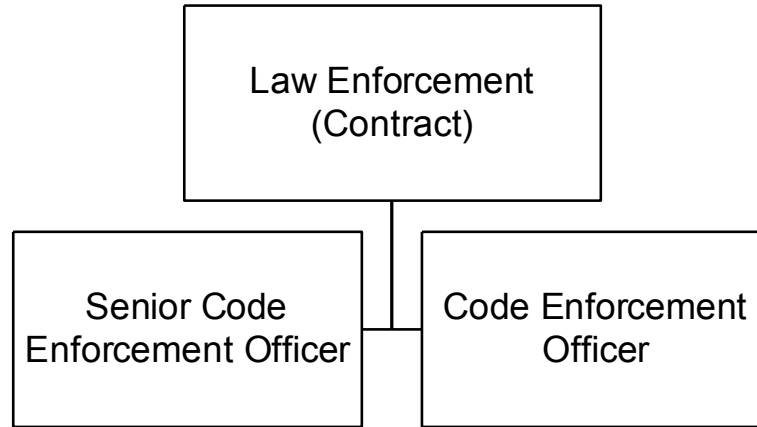 Law Enforcement
(Contract)
Senior Code
Enforcement Officer
Code Enforcement
Officer